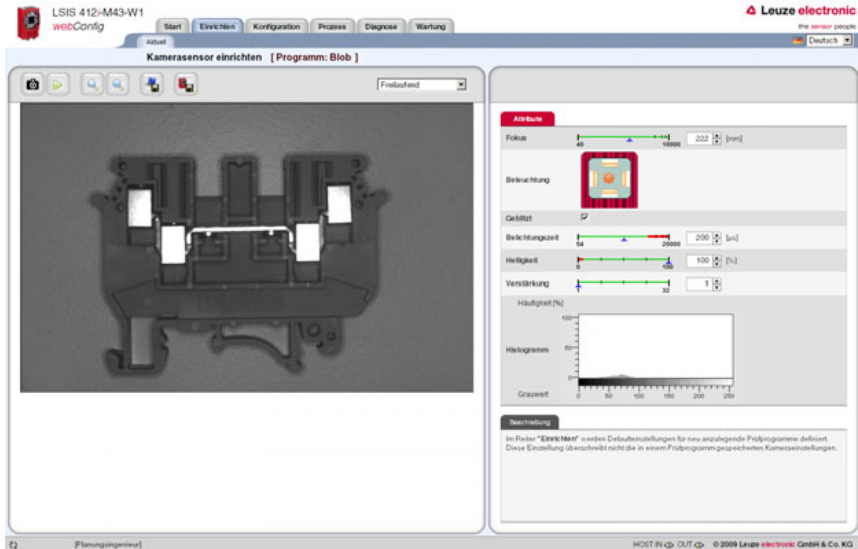 LSIS 412i-M43-W1
webConfig
Start
Einrichten
Konfiguration
Prozess
Diagnose
Wartung
Leuze electronic
the sensor people
Aktuell
Deutsch
Kamerasensor einrichten [ Programm: Blob ]
Freilaufend
Attribute
Fokus
46
10000
222 [mm]
Beleuchtung
Geblitzt
Belichtungszeit
54
20000
200 [µs]
Helligkeit
0
100
100 [%]
Verstärkung
1
32
1
Häufigkeit [%]
100
50
0
Histogramm
Grauwert
0 50 100 150 200 250
Beschreibung
Im Reiter "Einrichten" werden Defaulteinstellungen für neu anzulegende Prüfprogramme definiert.
Diese Einstellung überschreibt nicht die in einem Prüfprogramm gespeicherten Kameraeinstellungen.
[Planungsingenieur]
HOST IN OUT © 2009 Leuze electronic GmbH & Co. KG